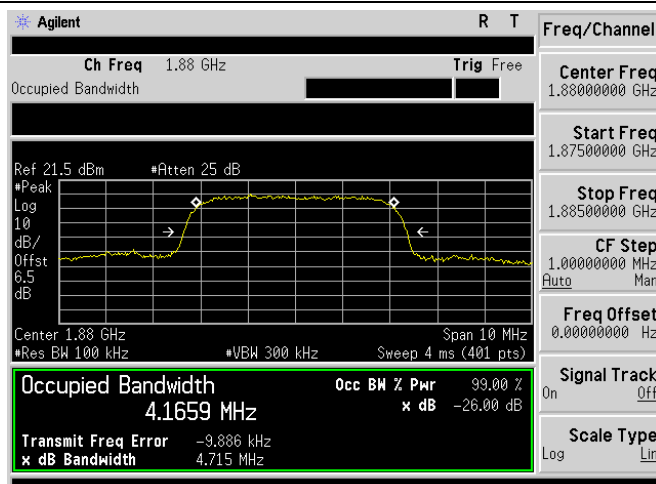 Agilent R T
Ch Freq 1.88 GHz Trig Free
Occupied Bandwidth
Ref 21.5 dBm #Atten 25 dB
#Peak
Log
10
dB/
Offst
6.5
dB
Center 1.88 GHz Span 10 MHz
#Res BW 100 kHz #VBW 300 kHz Sweep 4 ms (401 pts)
Occupied Bandwidth Occ BW % Pwr 99.00 %
4.1659 MHz x dB -26.00 dB
Transmit Freq Error -9.886 kHz
x dB Bandwidth 4.715 MHz
Freq/Channel
Center Freq
1.88000000 GHz
Start Freq
1.87500000 GHz
Stop Freq
1.88500000 GHz
CF Step
1.00000000 MHz
Auto Man
Freq Offset
0.00000000 Hz
Signal Track
On Off
Scale Type
Log Lin